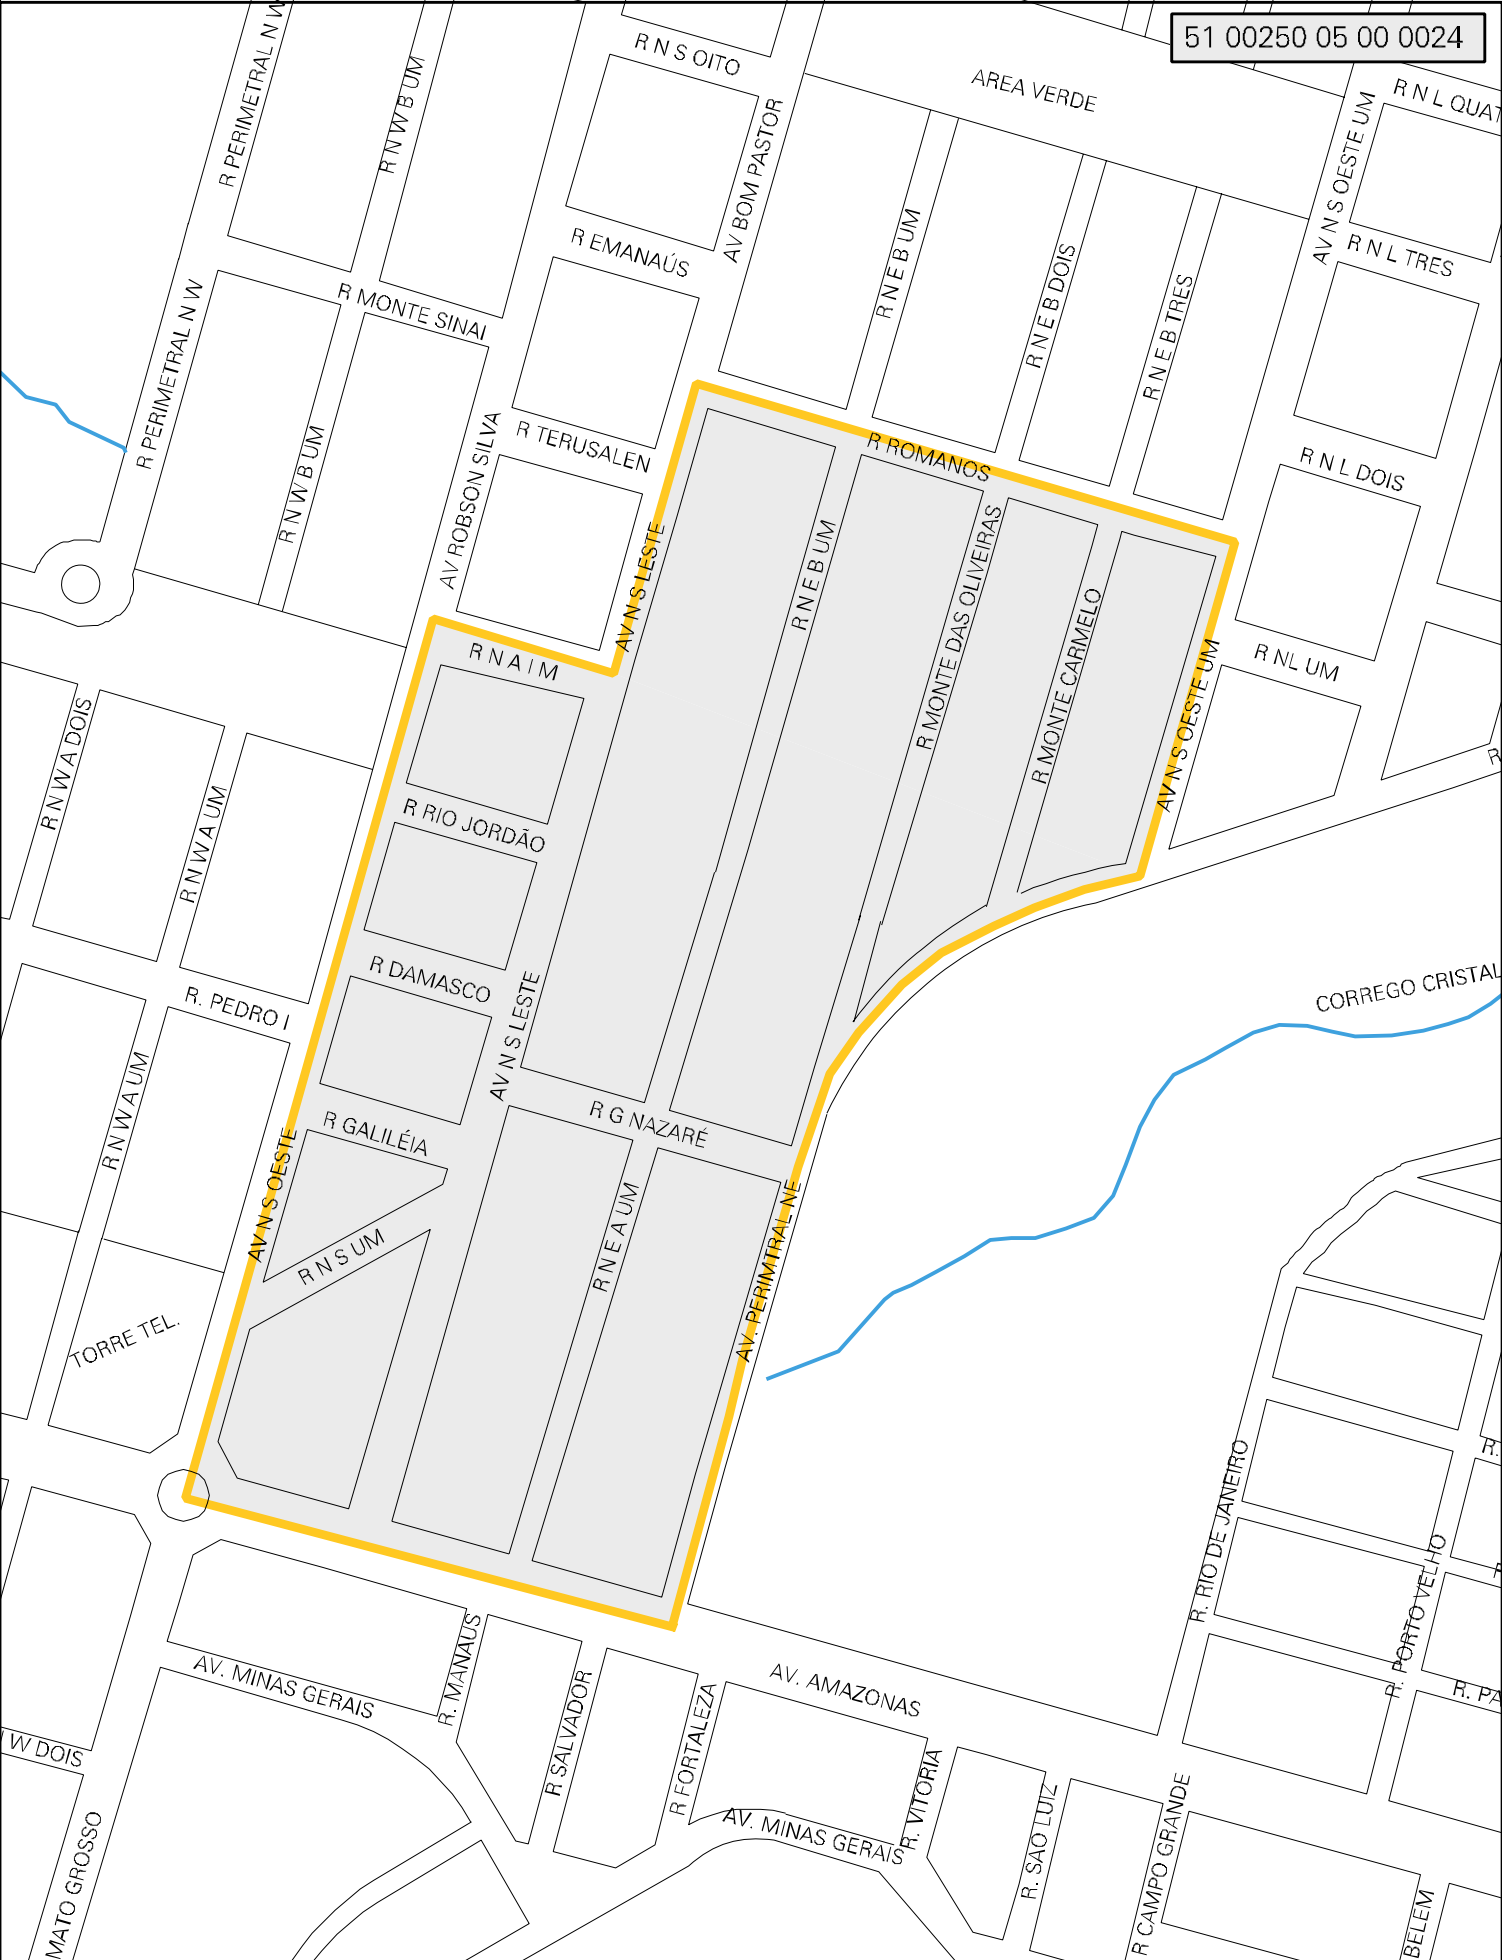 51 00250 05 00 0024
R PERIMETRAL N W
R N W B UM
R N S OITO
AV BOM PASTOR
AREA VERDE
AV N S OESTE UM
R N L QUAT
R EMANAÚS
R N E B UM
R N E B DOIS
R N E B TRES
R N L TRES
R PERIMETRAL N W
R MONTE SINAI
R N W B UM
AV ROBSON SILVA
R TERUSALEN
R ROMANOS
R N L DOIS
AV N S LESTE
R N E B UM
R MONTE DAS OLIVEIRAS
R MONTE CARMELO
AV N S OESTE UM
R NL UM
R N A I M
R N W A DOIS
R N W A UM
R RIO JORDÃO
R
R DAMASCO
AV N S LESTE
R. PEDRO I
CORREGO CRISTAL
R N W A UM
R GALILÉIA
R G NAZARÉ
AV N S OESTE
R N S UM
R N E A UM
AV. PERIMTRAL NE
TORRE TEL.
R. RIO DE JANEIRO
R.
R. PORTO VELHO
R. PA
AV. MINAS GERAIS
R. MANAUS
R SALVADOR
R FORTALEZA
AV. AMAZONAS
W DOIS
AV. MINAS GERAIS
R. VITORIA
R. SAO LUIZ
R CAMPO GRANDE
MATO GROSSO
BELEM